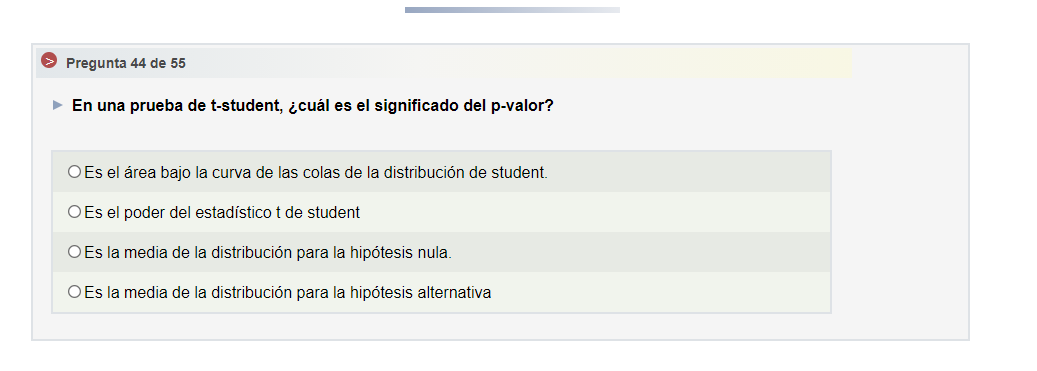 Pregunta 44 de 55
En una prueba de t-student, ¿cuál es el significado del p-valor?
Es el área bajo la curva de las colas de la distribución de student.
Es el poder del estadístico t de student
Es la media de la distribución para la hipótesis nula.
Es la media de la distribución para la hipótesis alternativa